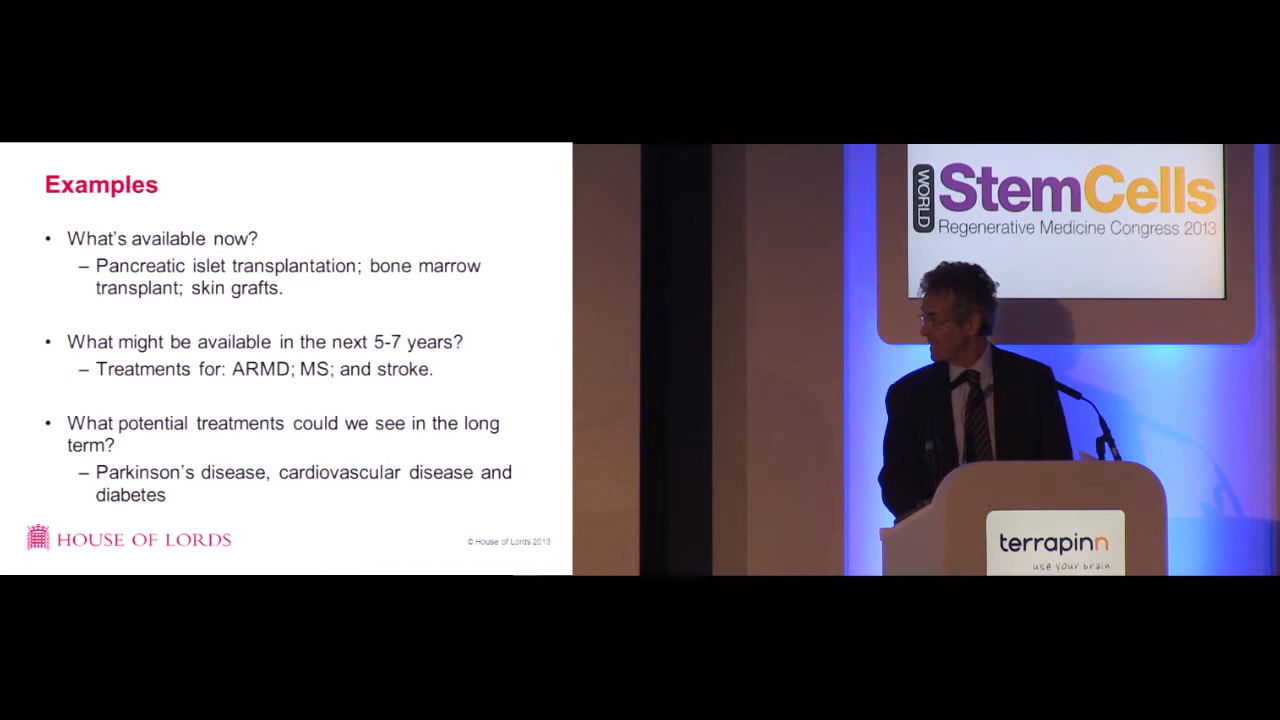 Examples
• What's available now?
– Pancreatic islet transplantation; bone marrow
transplant; skin grafts.
• What might be available in the next 5-7 years?
– Treatments for: ARMD; MS; and stroke.
• What potential treatments could we see in the long
term?
– Parkinson's disease, cardiovascular disease and
diabetes
HOUSE OF LORDS
© House of Lords 2013
WORLD
StemCells
Regenerative Medicine Congress 2013
terrapinn
use your brain